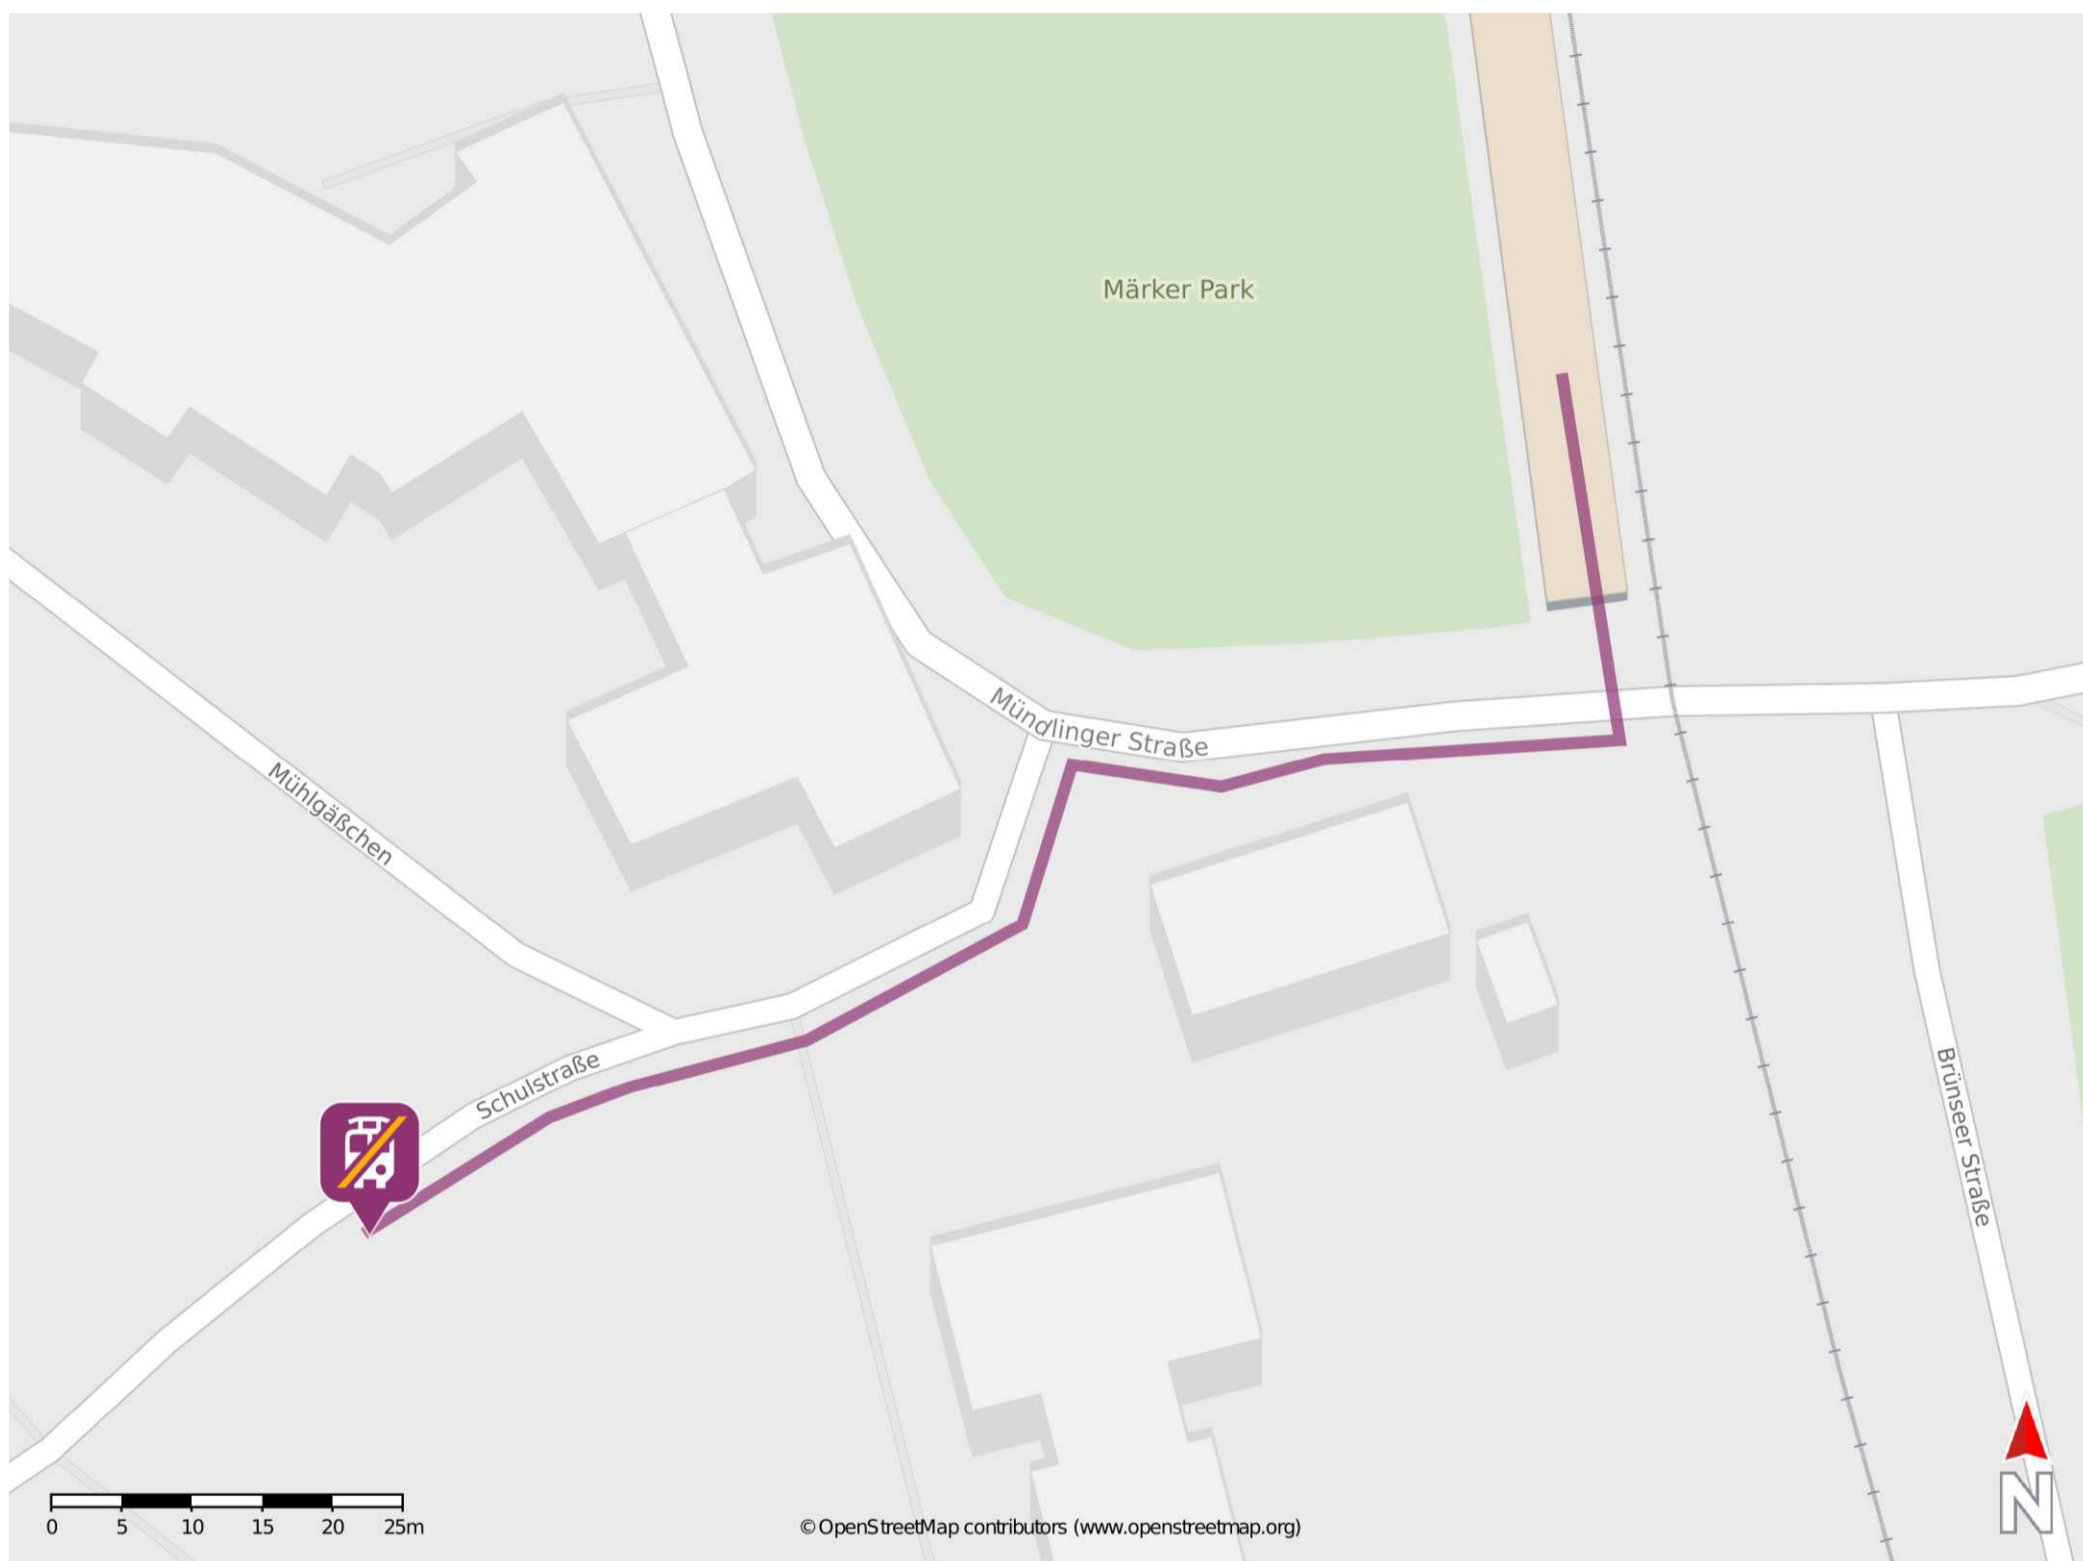 Märker Park
Mündlinger Straße
Mühlgäßchen
Schulstraße
Brünseer Straße
N
0 5 10 15 20 25m
© OpenStreetMap contributors (www.openstreetmap.org)